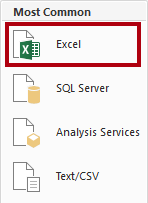 Most Common
Excel
SQL Server
Analysis Services
Text/CSV